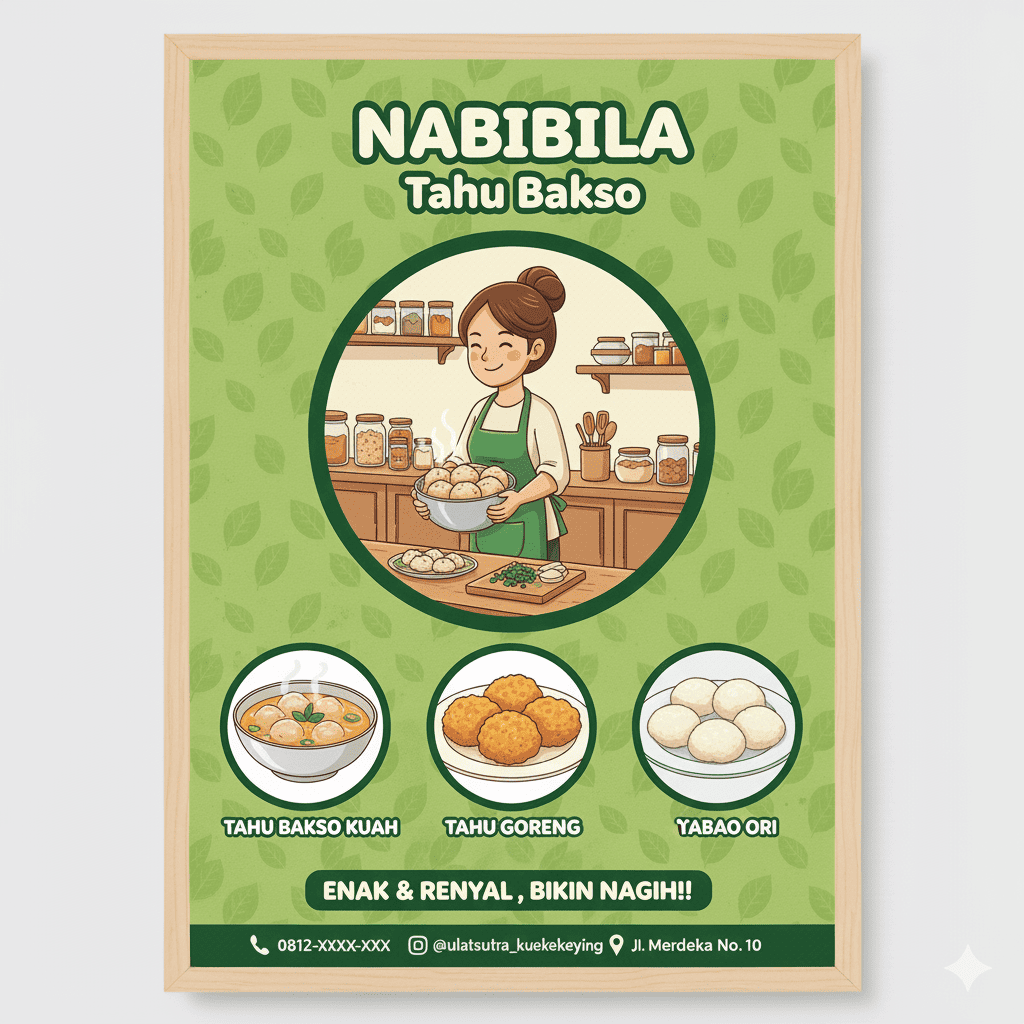 NABIBILA
Tahu Bakso
TAHU BAKSO KUAH
TAHU GORENG
YABAO ORI
ENAK & RENYAL , BIKIN NAGIH!!
0812-XXXX-XXX @ulatsutra_kuekekeying Jl. Merdeka No. 10